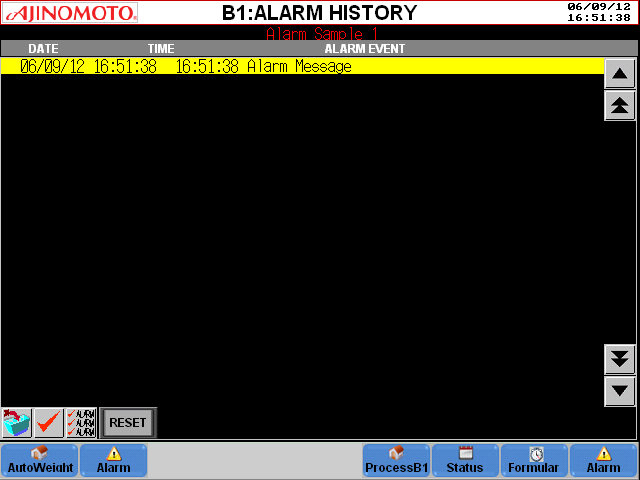 AJINOMOTO. B1:ALARM HISTORY 06/09/12
16:51:38
Alarm Sample 1
DATE TIME ALARM EVENT
06/09/12 16:51:38 16:51:38 Alarm Message
ALARM
ALARM
ALARM
RESET
AutoWeight Alarm ProcessB1 Status Formular Alarm